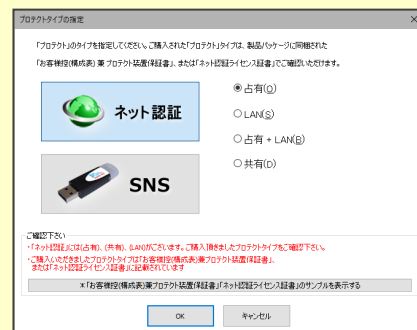 プロテクトタイプの指定
「プロテクト」のタイプを指定してください。ご購入された「プロテクト」タイプは、製品パッケージに同梱された
「お客様控(構成表) 兼 プロテクト装置保証書」、または「ネット認証ライセンス証書」でご確認いただけます。
ネット認証
SNS
占有(O)
LAN(S)
占有 + LAN(B)
共有(D)
ご確認下さい
・「ネット認証」には(占有)、(共有)、(LAN)がございます。ご購入頂きましたプロテクトタイプをご確認下さい。
・ご購入いただきましたプロテクトタイプは「お客様控(構成表)兼プロテクト装置保証書」、
または「ネット認証ライセンス証書」に記載されています
＊「お客様控(構成表)兼プロテクト装置保証書」「ネット認証ライセンス証書」のサンプルを表示する
OK
キャンセル